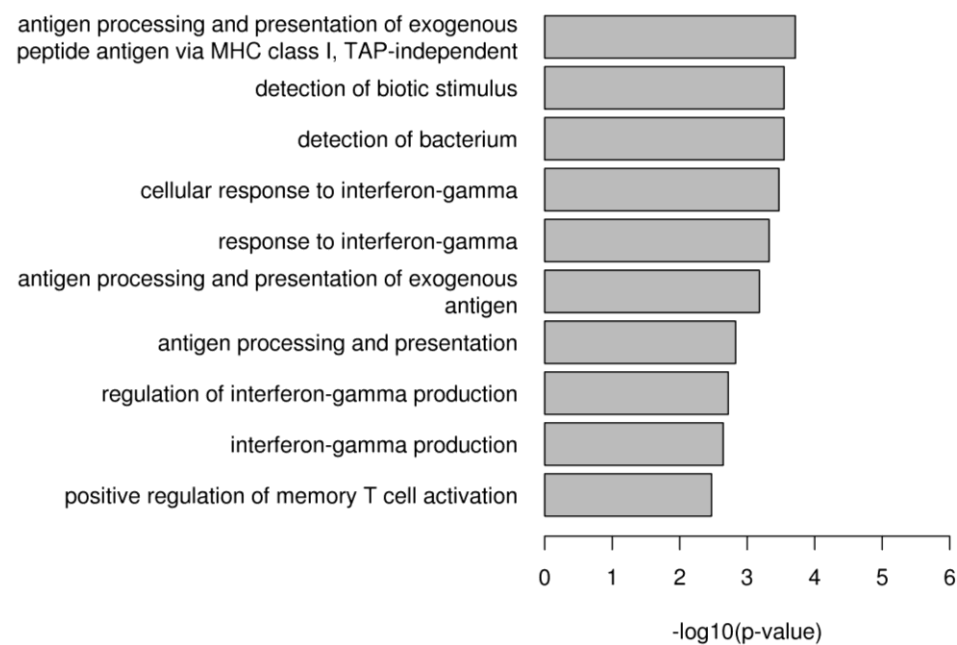 antigen processing and presentation of exogenous
peptide antigen via MHC class I, TAP-independent
detection of biotic stimulus
detection of bacterium
cellular response to interferon-gamma
response to interferon-gamma
antigen processing and presentation of exogenous
antigen
antigen processing and presentation
regulation of interferon-gamma production
interferon-gamma production
positive regulation of memory T cell activation
0 1 2 3 4 5 6
-log10(p-value)